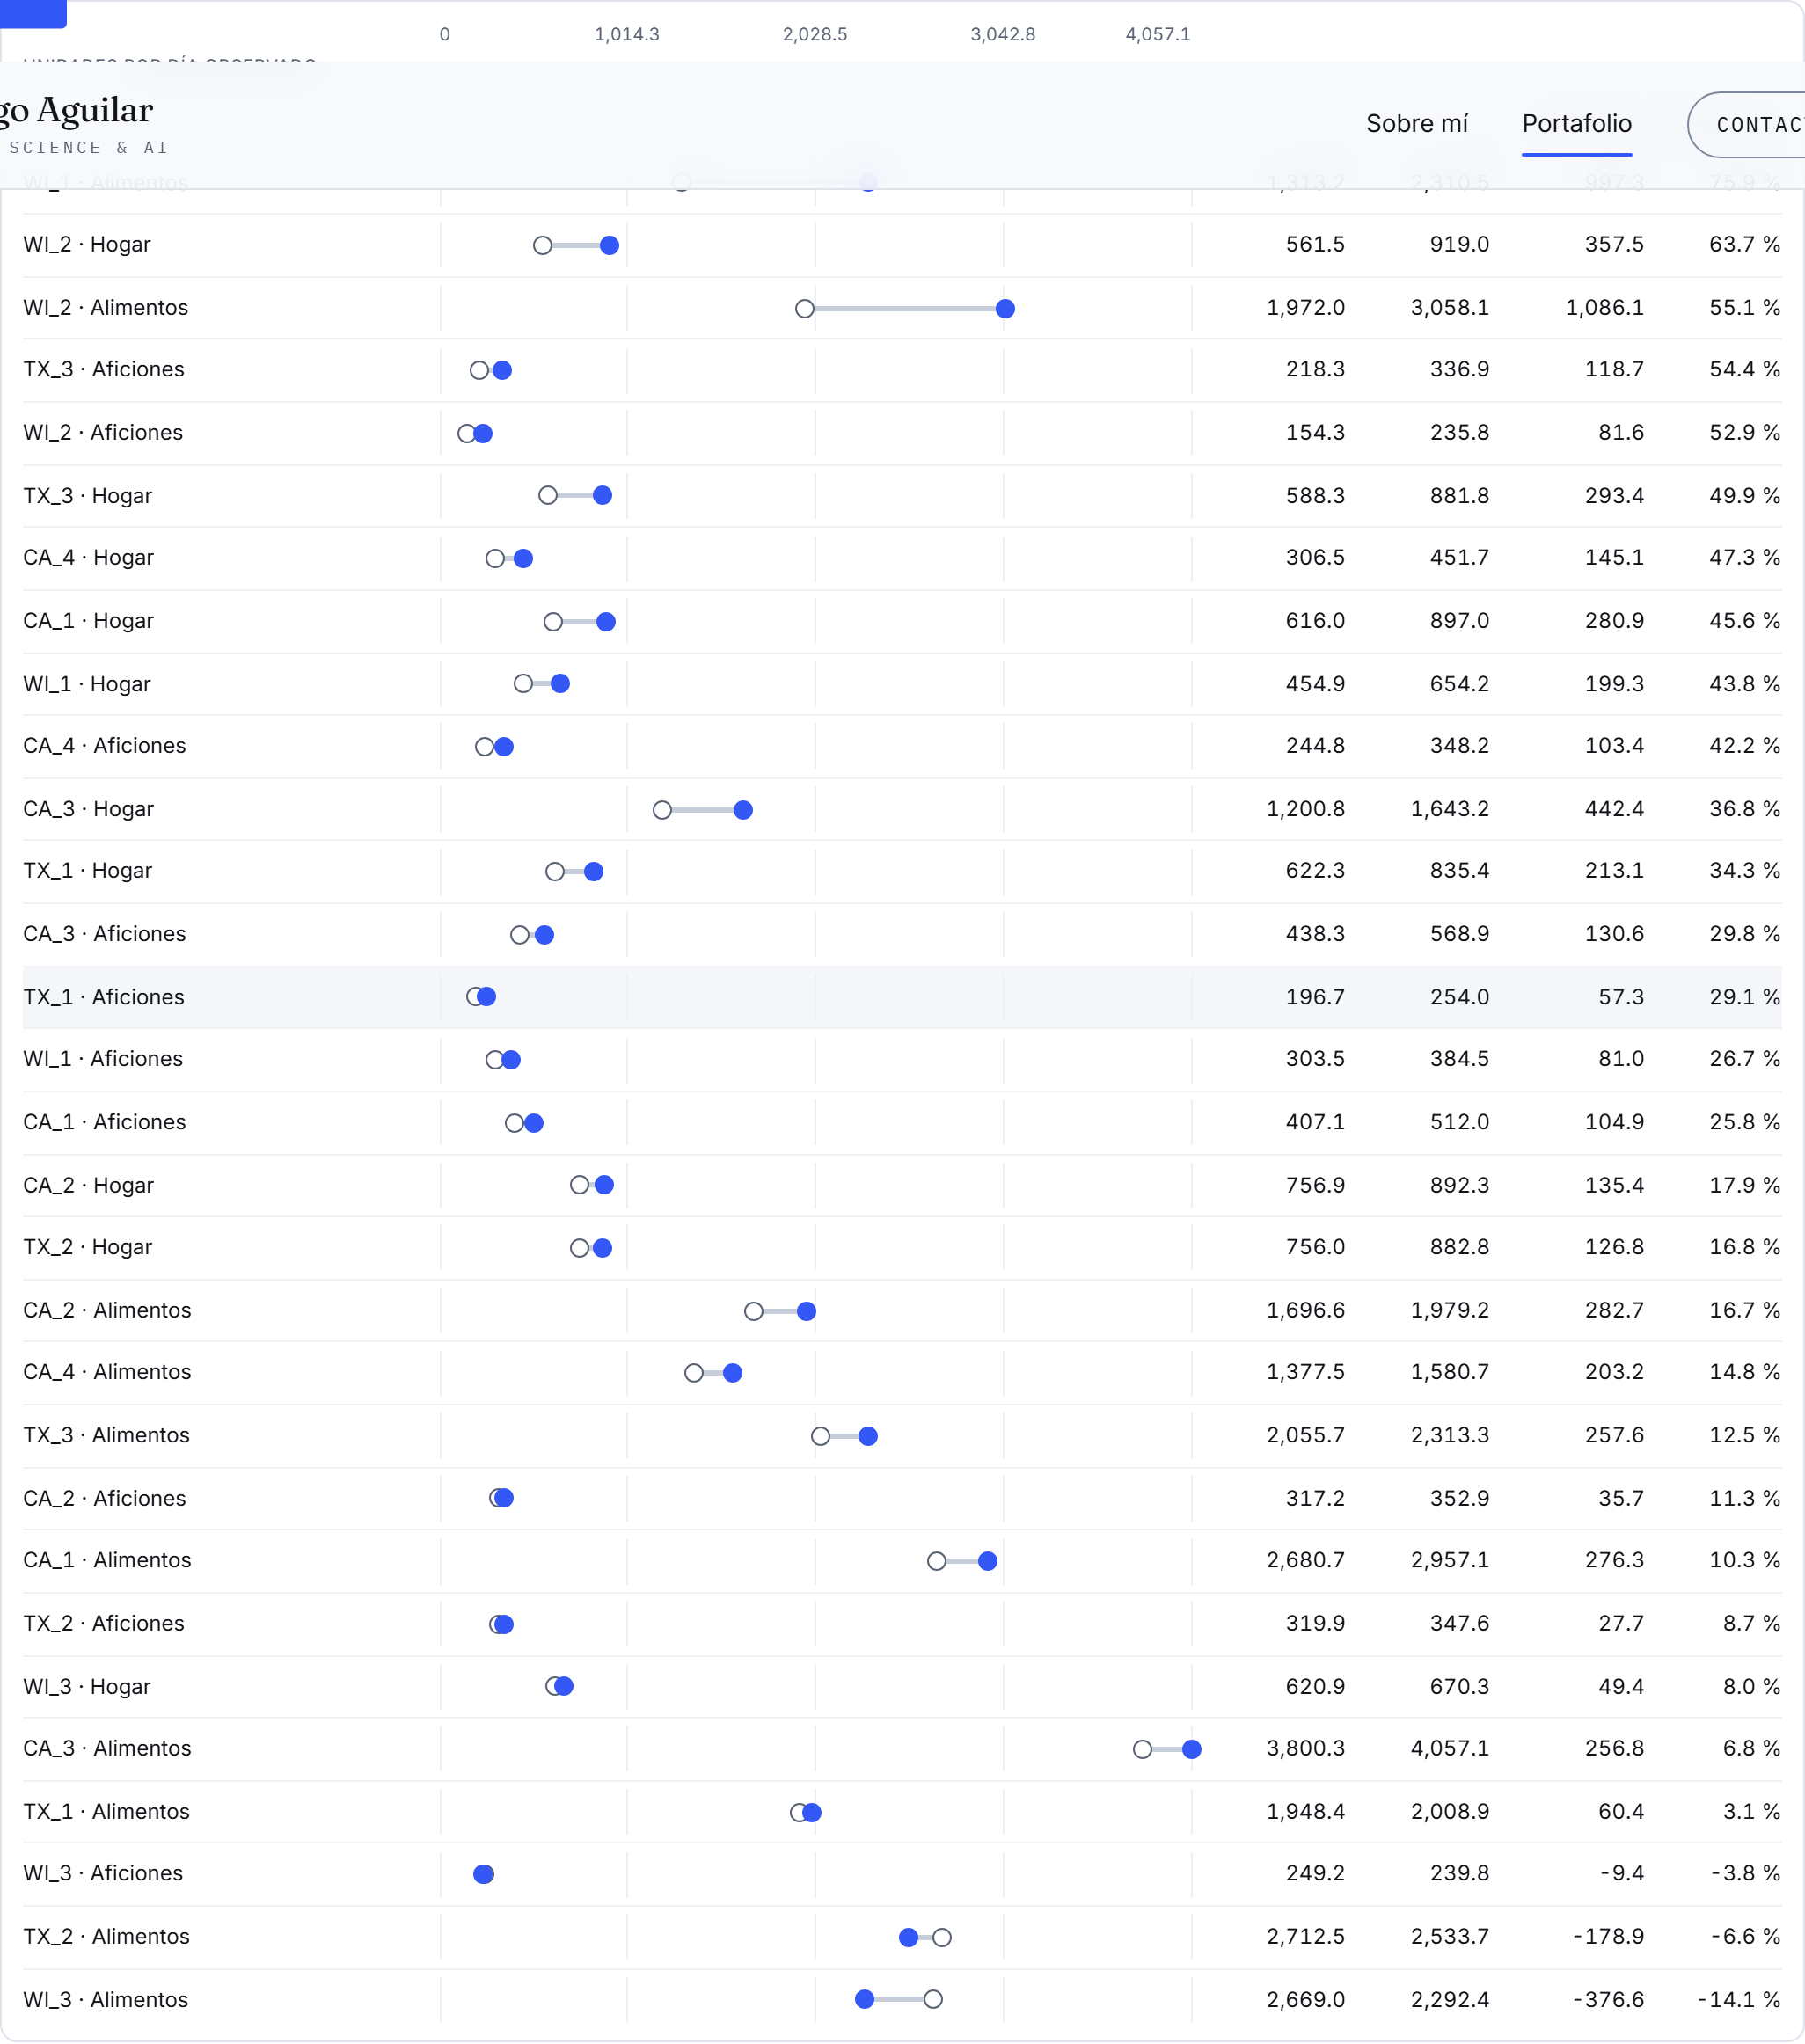 0 1,014.3 2,028.5 3,042.8 4,057.1
UNIDADES POR DÍA OBSERVADO
go Aguilar
SCIENCE & AI
Sobre mí Portafolio CONTAC
WI_1 · Alimentos 1,313.2 2,310.5 997.3 75.9 %
WI_2 · Hogar 561.5 919.0 357.5 63.7 %
WI_2 · Alimentos 1,972.0 3,058.1 1,086.1 55.1 %
TX_3 · Aficiones 218.3 336.9 118.7 54.4 %
WI_2 · Aficiones 154.3 235.8 81.6 52.9 %
TX_3 · Hogar 588.3 881.8 293.4 49.9 %
CA_4 · Hogar 306.5 451.7 145.1 47.3 %
CA_1 · Hogar 616.0 897.0 280.9 45.6 %
WI_1 · Hogar 454.9 654.2 199.3 43.8 %
CA_4 · Aficiones 244.8 348.2 103.4 42.2 %
CA_3 · Hogar 1,200.8 1,643.2 442.4 36.8 %
TX_1 · Hogar 622.3 835.4 213.1 34.3 %
CA_3 · Aficiones 438.3 568.9 130.6 29.8 %
TX_1 · Aficiones 196.7 254.0 57.3 29.1 %
WI_1 · Aficiones 303.5 384.5 81.0 26.7 %
CA_1 · Aficiones 407.1 512.0 104.9 25.8 %
CA_2 · Hogar 756.9 892.3 135.4 17.9 %
TX_2 · Hogar 756.0 882.8 126.8 16.8 %
CA_2 · Alimentos 1,696.6 1,979.2 282.7 16.7 %
CA_4 · Alimentos 1,377.5 1,580.7 203.2 14.8 %
TX_3 · Alimentos 2,055.7 2,313.3 257.6 12.5 %
CA_2 · Aficiones 317.2 352.9 35.7 11.3 %
CA_1 · Alimentos 2,680.7 2,957.1 276.3 10.3 %
TX_2 · Aficiones 319.9 347.6 27.7 8.7 %
WI_3 · Hogar 620.9 670.3 49.4 8.0 %
CA_3 · Alimentos 3,800.3 4,057.1 256.8 6.8 %
TX_1 · Alimentos 1,948.4 2,008.9 60.4 3.1 %
WI_3 · Aficiones 249.2 239.8 -9.4 -3.8 %
TX_2 · Alimentos 2,712.5 2,533.7 -178.9 -6.6 %
WI_3 · Alimentos 2,669.0 2,292.4 -376.6 -14.1 %